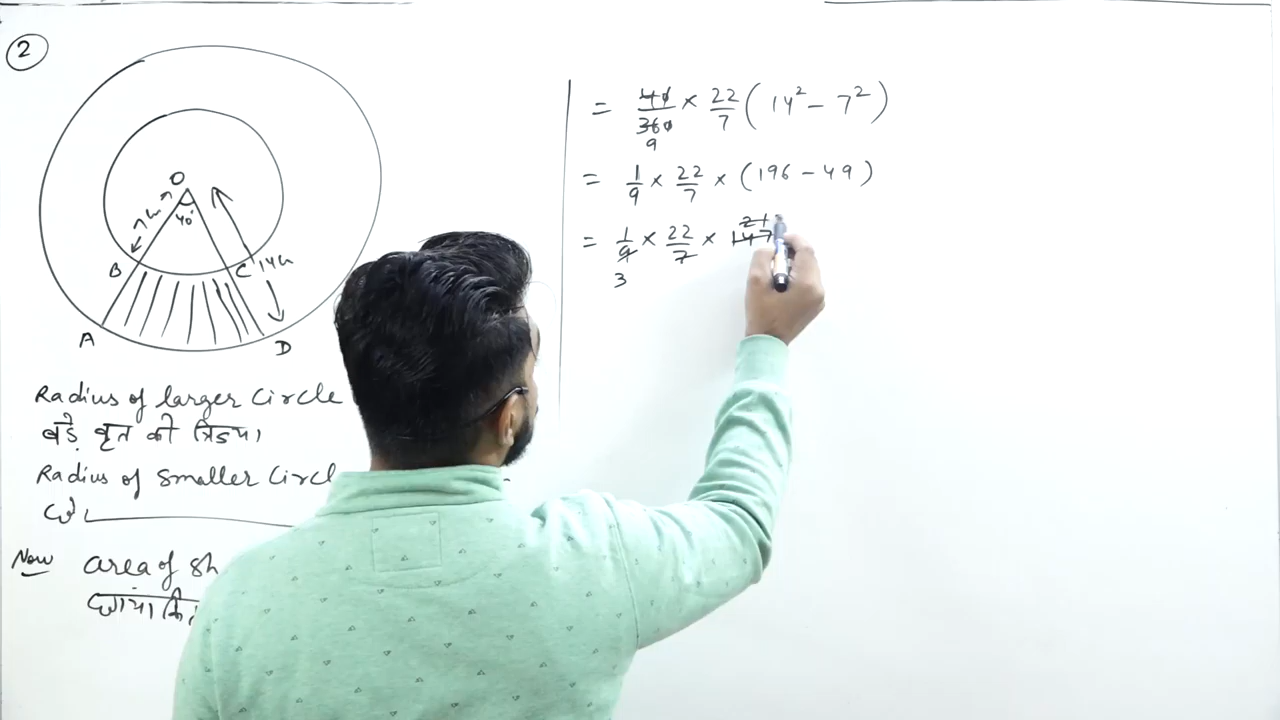 2
O
40°
7cm
B
C
14cm
A
D
Radius of larger Circle
बड़े वृत की त्रिज्या
Radius of Smaller Circl
Now area of Sh
= 40/360 × 22/7 ( 14² – 7² )
9
= 1/9 × 22/7 × (196 – 49)
21
= 1/9 × 22/7 × 147
3